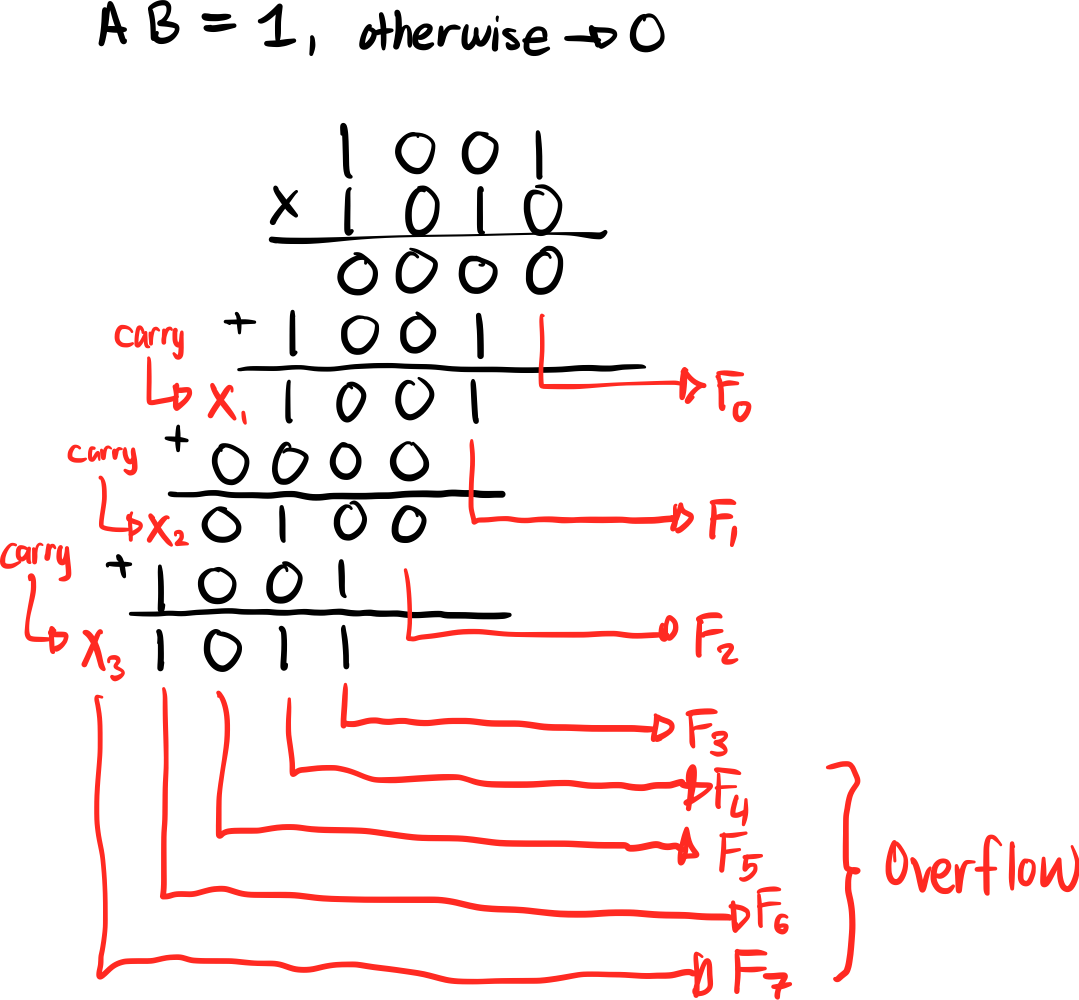 A B = 1, otherwise → 0
1 0 0 1
x 1 0 1 0
0 0 0 0
carry + 1 0 0 1
X₁ 1 0 0 1 F₀
carry + 0 0 0 0
X₂ 0 1 0 0 F₁
carry + 1 0 0 1
X₃ 1 0 1 1 F₂
F₃
F₄
F₅ Overflow
F₆
F₇